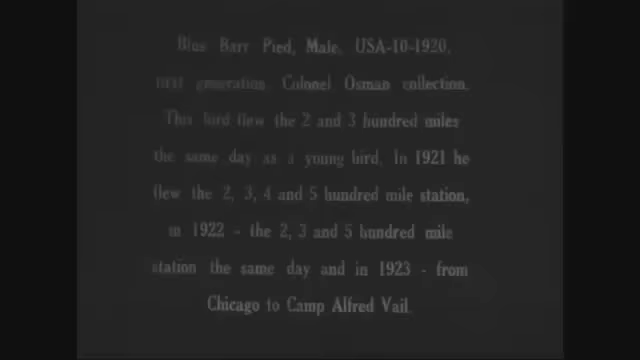 Blue Barr Pied, Male. USA-10-1920,
first generation. Colonel Osman collection.
This bird flew the 2 and 3 hundred miles
the same day as a young bird. In 1921 he
flew the 2, 3, 4 and 5 hundred mile station,
in 1922 - the 2, 3 and 5 hundred mile
station the same day and in 1923 - from
Chicago to Camp Alfred Vail.